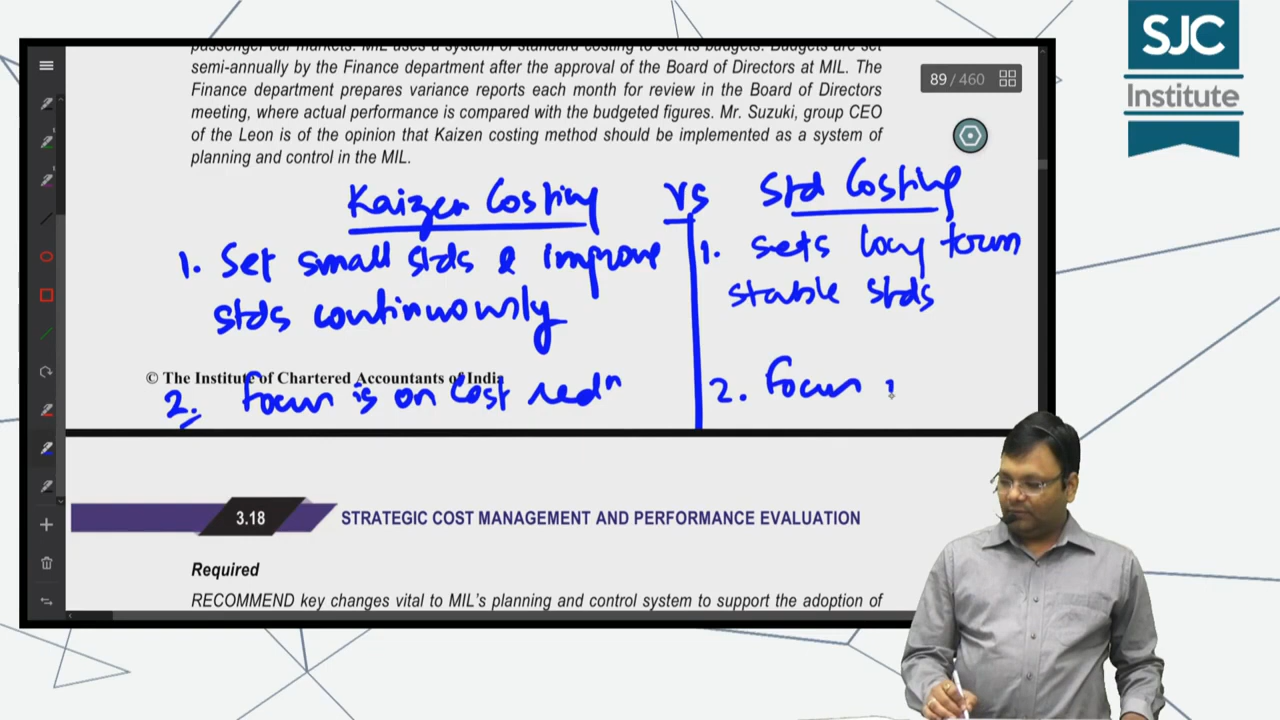 SJC
Institute
passenger car markets. MIL uses a system of standard costing to set its budgets. Budgets are set
semi-annually by the Finance department after the approval of the Board of Directors at MIL. The
Finance department prepares variance reports each month for review in the Board of Directors
meeting, where actual performance is compared with the budgeted figures. Mr. Suzuki, group CEO
of the Leon is of the opinion that Kaizen costing method should be implemented as a system of
planning and control in the MIL.
89 / 460
Kaizen Costing vs Std Costing
1. Set small stds & improve
stds continuously
1. sets long term
stable stds
© The Institute of Chartered Accountants of India
2. focus is on cost redn
2. focus
3.18 STRATEGIC COST MANAGEMENT AND PERFORMANCE EVALUATION
Required
RECOMMEND key changes vital to MIL's planning and control system to support the adoption of